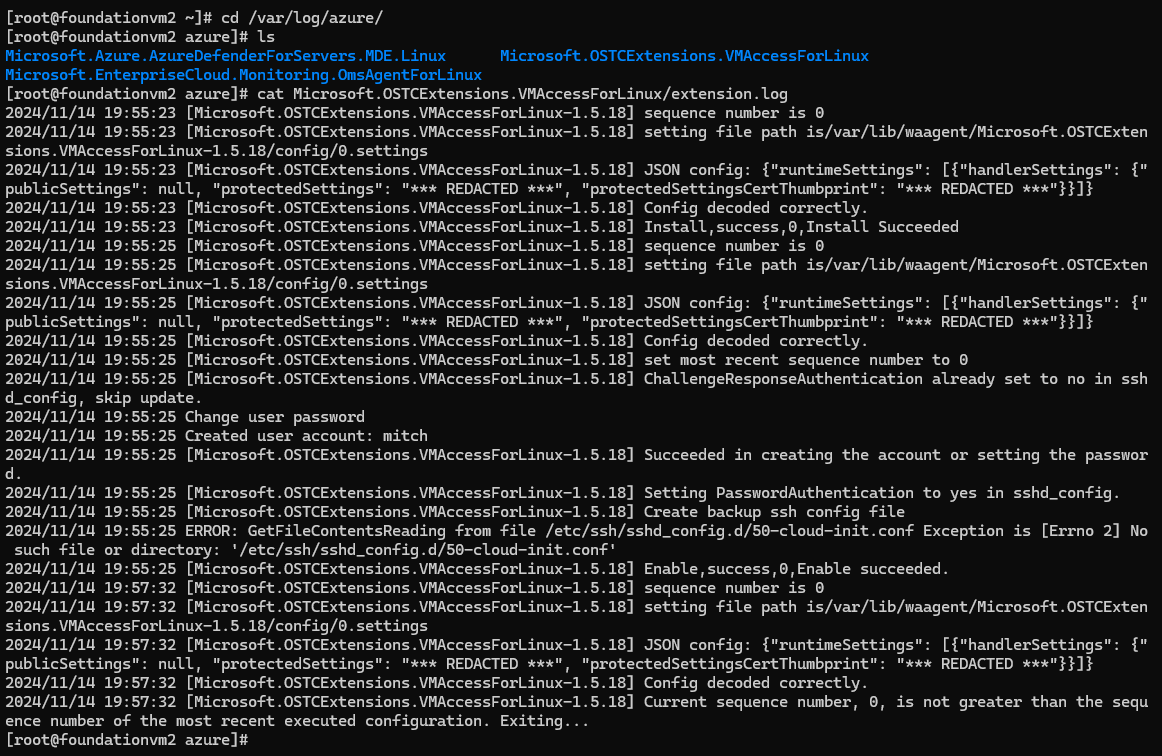 [root@foundationvm2 ~]# cd /var/log/azure/
[root@foundationvm2 azure]# ls
Microsoft.Azure.AzureDefenderForServers.MDE.Linux      Microsoft.OSTCExtensions.VMAccessForLinux
Microsoft.EnterpriseCloud.Monitoring.OmsAgentForLinux
[root@foundationvm2 azure]# cat Microsoft.OSTCExtensions.VMAccessForLinux/extension.log
2024/11/14 19:55:23 [Microsoft.OSTCExtensions.VMAccessForLinux-1.5.18] sequence number is 0
2024/11/14 19:55:23 [Microsoft.OSTCExtensions.VMAccessForLinux-1.5.18] setting file path is/var/lib/waagent/Microsoft.OSTCExten
sions.VMAccessForLinux-1.5.18/config/0.settings
2024/11/14 19:55:23 [Microsoft.OSTCExtensions.VMAccessForLinux-1.5.18] JSON config: {"runtimeSettings": [{"handlerSettings": {"
publicSettings": null, "protectedSettings": "*** REDACTED ***", "protectedSettingsCertThumbprint": "*** REDACTED ***"}}]}
2024/11/14 19:55:23 [Microsoft.OSTCExtensions.VMAccessForLinux-1.5.18] Config decoded correctly.
2024/11/14 19:55:23 [Microsoft.OSTCExtensions.VMAccessForLinux-1.5.18] Install,success,0,Install Succeeded
2024/11/14 19:55:25 [Microsoft.OSTCExtensions.VMAccessForLinux-1.5.18] sequence number is 0
2024/11/14 19:55:25 [Microsoft.OSTCExtensions.VMAccessForLinux-1.5.18] setting file path is/var/lib/waagent/Microsoft.OSTCExten
sions.VMAccessForLinux-1.5.18/config/0.settings
2024/11/14 19:55:25 [Microsoft.OSTCExtensions.VMAccessForLinux-1.5.18] JSON config: {"runtimeSettings": [{"handlerSettings": {"
publicSettings": null, "protectedSettings": "*** REDACTED ***", "protectedSettingsCertThumbprint": "*** REDACTED ***"}}]}
2024/11/14 19:55:25 [Microsoft.OSTCExtensions.VMAccessForLinux-1.5.18] Config decoded correctly.
2024/11/14 19:55:25 [Microsoft.OSTCExtensions.VMAccessForLinux-1.5.18] set most recent sequence number to 0
2024/11/14 19:55:25 [Microsoft.OSTCExtensions.VMAccessForLinux-1.5.18] ChallengeResponseAuthentication already set to no in ssh
d_config, skip update.
2024/11/14 19:55:25 Change user password
2024/11/14 19:55:25 Created user account: mitch
2024/11/14 19:55:25 [Microsoft.OSTCExtensions.VMAccessForLinux-1.5.18] Succeeded in creating the account or setting the passwor
d.
2024/11/14 19:55:25 [Microsoft.OSTCExtensions.VMAccessForLinux-1.5.18] Setting PasswordAuthentication to yes in sshd_config.
2024/11/14 19:55:25 [Microsoft.OSTCExtensions.VMAccessForLinux-1.5.18] Create backup ssh config file
2024/11/14 19:55:25 ERROR: GetFileContentsReading from file /etc/ssh/sshd_config.d/50-cloud-init.conf Exception is [Errno 2] No
 such file or directory: '/etc/ssh/sshd_config.d/50-cloud-init.conf'
2024/11/14 19:55:25 [Microsoft.OSTCExtensions.VMAccessForLinux-1.5.18] Enable,success,0,Enable succeeded.
2024/11/14 19:57:32 [Microsoft.OSTCExtensions.VMAccessForLinux-1.5.18] sequence number is 0
2024/11/14 19:57:32 [Microsoft.OSTCExtensions.VMAccessForLinux-1.5.18] setting file path is/var/lib/waagent/Microsoft.OSTCExten
sions.VMAccessForLinux-1.5.18/config/0.settings
2024/11/14 19:57:32 [Microsoft.OSTCExtensions.VMAccessForLinux-1.5.18] JSON config: {"runtimeSettings": [{"handlerSettings": {"
publicSettings": null, "protectedSettings": "*** REDACTED ***", "protectedSettingsCertThumbprint": "*** REDACTED ***"}}]}
2024/11/14 19:57:32 [Microsoft.OSTCExtensions.VMAccessForLinux-1.5.18] Config decoded correctly.
2024/11/14 19:57:32 [Microsoft.OSTCExtensions.VMAccessForLinux-1.5.18] Current sequence number, 0, is not greater than the sequ
ence number of the most recent executed configuration. Exiting...
[root@foundationvm2 azure]#